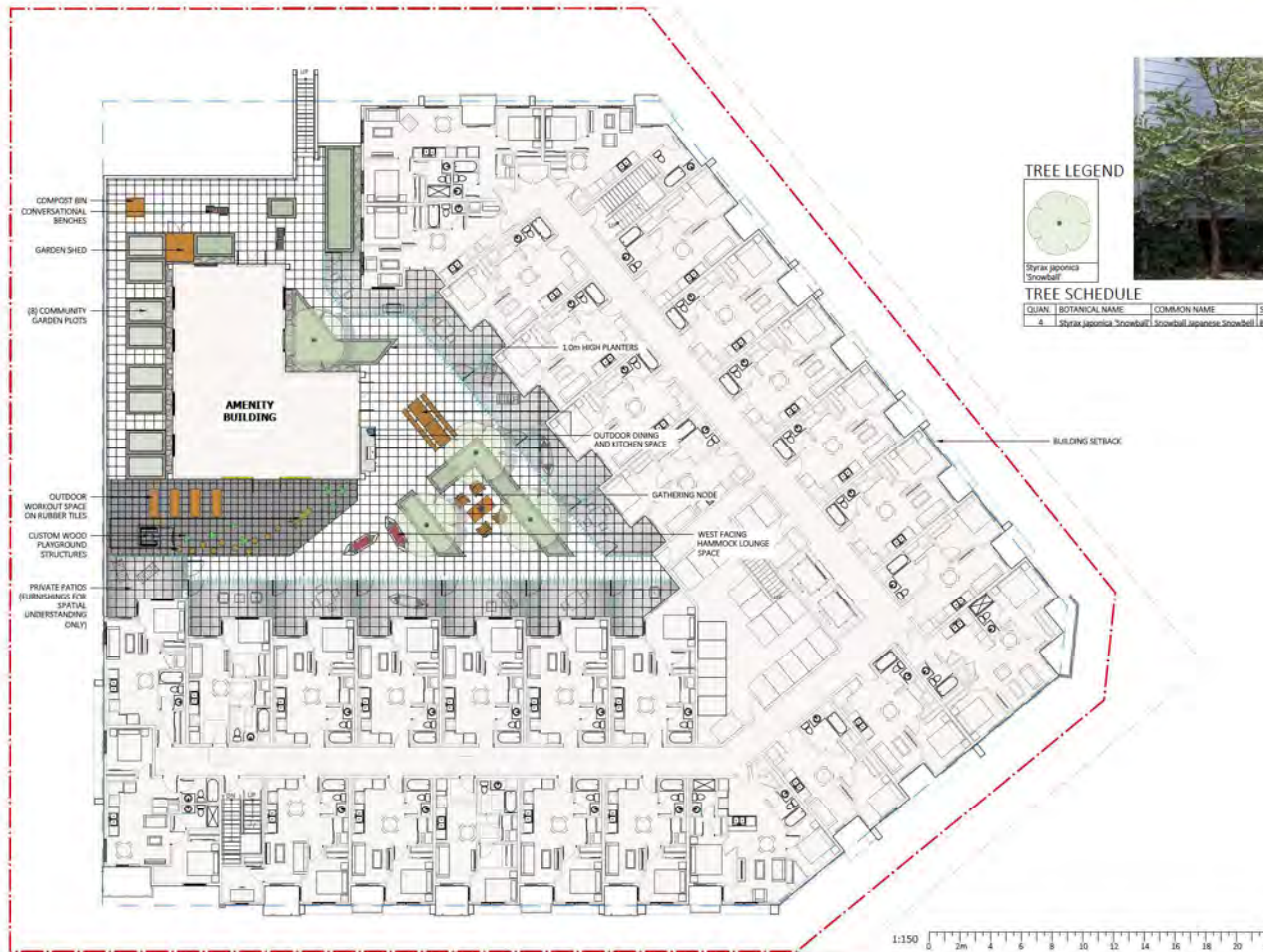 UP
COMPOST BIN
CONVERSATIONAL
BENCHES
GARDEN SHED
(8) COMMUNITY
GARDEN PLOTS
1.0m HIGH PLANTERS
AMENITY
BUILDING
OUTDOOR DINING
AND KITCHEN SPACE
BUILDING SETBACK
GATHERING NODE
OUTDOOR
WORKOUT SPACE
ON RUBBER TILES
CUSTOM WOOD
PLAYGROUND
STRUCTURES
WEST FACING
HAMMOCK LOUNGE
SPACE
PRIVATE PATIOS
(FURNISHINGS FOR
SPATIAL
UNDERSTANDING
ONLY)
TREE LEGEND
Styrax japonica
'Snowball'
TREE SCHEDULE
QUAN. BOTANICAL NAME COMMON NAME S
4 Styrax japonica 'Snowball' Snowball Japanese Snowbell
DN UP
1:150 0 2m 4 6 8 10 12 14 16 18 20